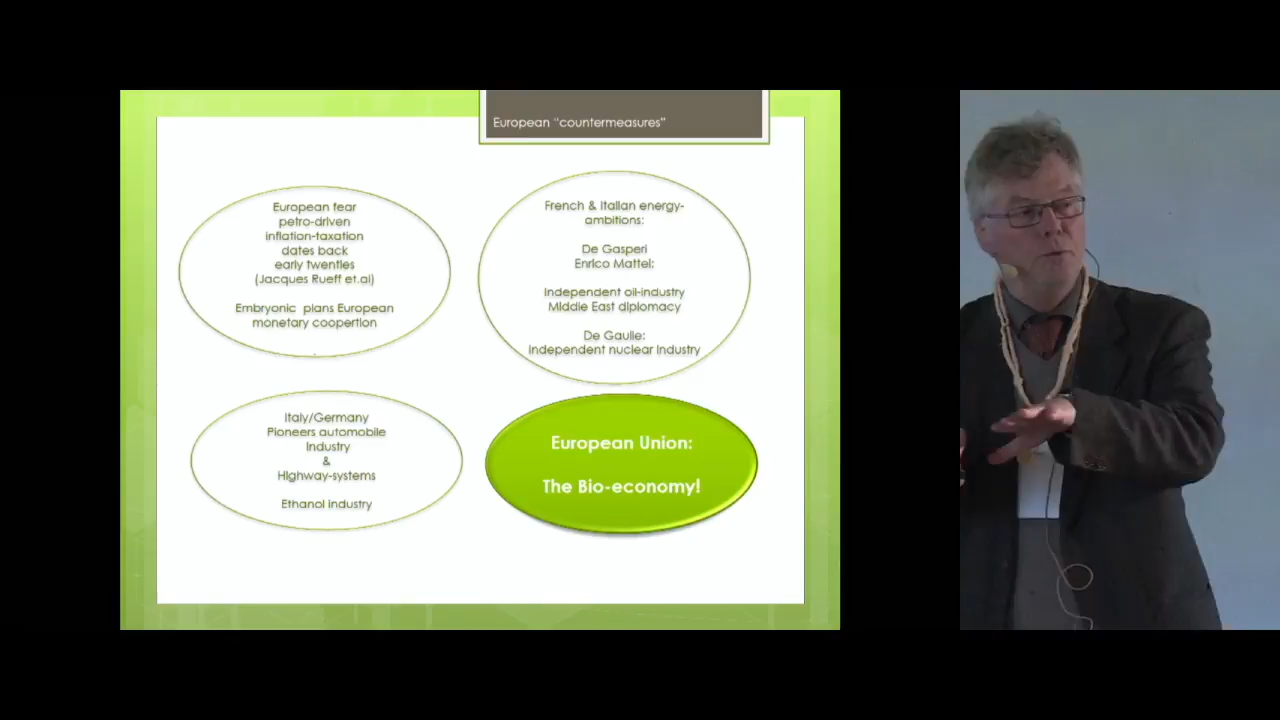 European “countermeasures”
European fear
petro-driven
inflation-taxation
dates back
early twenties
(Jacques Rueff et.al)
Embryonic plans European
monetary coopertion
.
French & Italian energy-
ambitions:
De Gasperi
Enrico Mattei:
Independent oil-industry
Middle East diplomacy
De Gaulle:
Independent nuclear industry
Italy/Germany
Pioneers automobile
Industry
&
Highway-systems
Ethanol industry
European Union:
The Bio-economy!